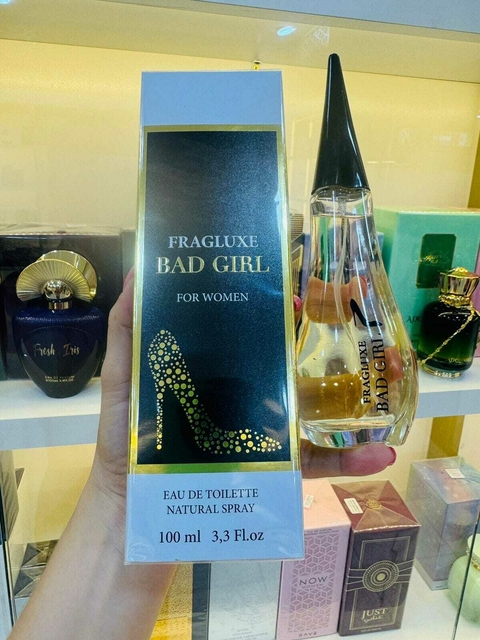 FRAGLUXE
BAD GIRL
FOR WOMEN
EAU DE TOILETTE
NATURAL SPRAY
100 ml 3,3 Fl.oz
FRAGLUXE
BAD GIRL
Fresh Iris
NOW
JUST